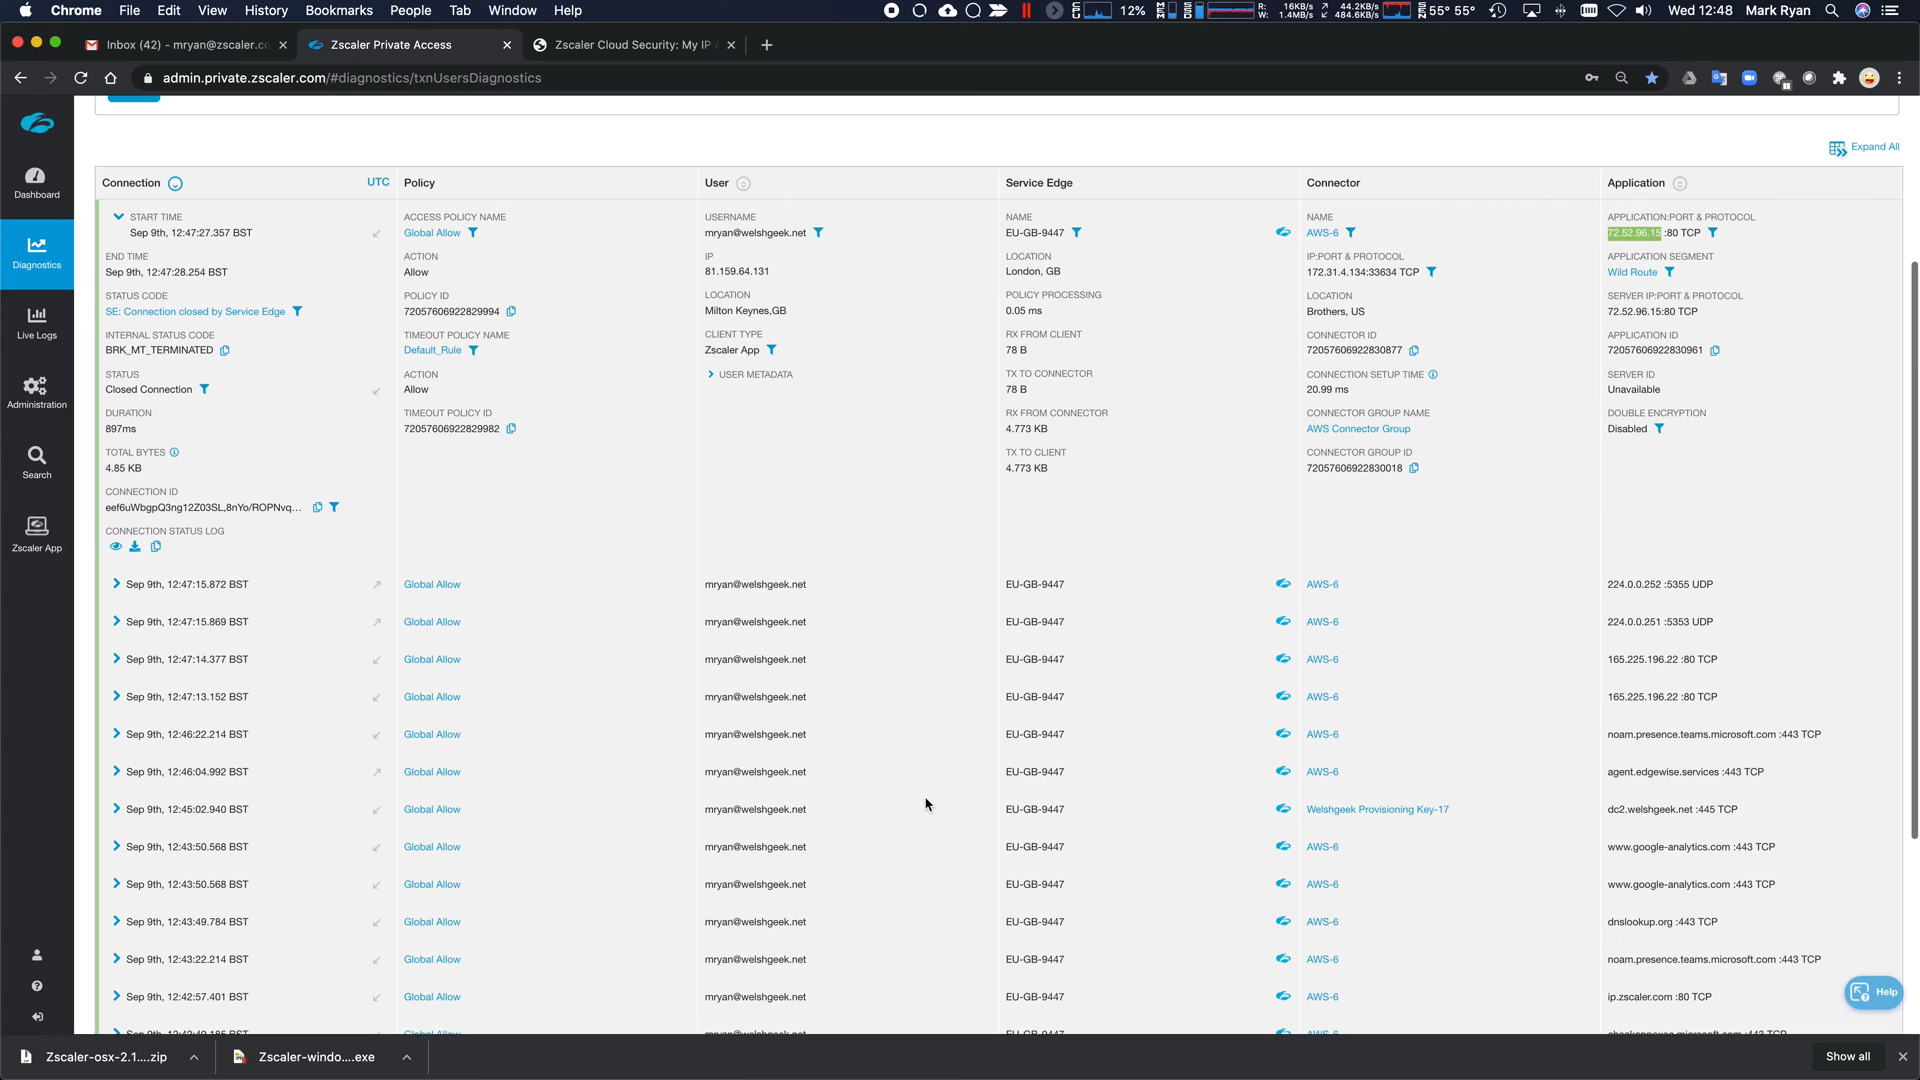 Chrome File Edit View History Bookmarks People Tab Window Help 12% R: 16KB/s W: 1.4MB/s 44.2KB/s 484.6KB/s 55° 55° Wed 12:48 Mark Ryan
Inbox (42) - mryan@zscaler.co Zscaler Private Access Zscaler Cloud Security: My IP
admin.private.zscaler.com/#diagnostics/txnUsersDiagnostics
Expand All
Connection UTC Policy User Service Edge Connector Application
START TIME ACCESS POLICY NAME USERNAME NAME NAME APPLICATION:PORT & PROTOCOL
Sep 9th, 12:47:27.357 BST Global Allow mryan@welshgeek.net EU-GB-9447 AWS-6 72.52.96.15 :80 TCP
END TIME ACTION IP LOCATION IP:PORT & PROTOCOL APPLICATION SEGMENT
Sep 9th, 12:47:28.254 BST Allow 81.159.64.131 London, GB 172.31.4.134:33634 TCP Wild Route
STATUS CODE POLICY ID LOCATION POLICY PROCESSING LOCATION SERVER IP:PORT & PROTOCOL
SE: Connection closed by Service Edge 72057606922829994 Milton Keynes,GB 0.05 ms Brothers, US 72.52.96.15:80 TCP
INTERNAL STATUS CODE TIMEOUT POLICY NAME CLIENT TYPE RX FROM CLIENT CONNECTOR ID APPLICATION ID
BRK_MT_TERMINATED Default_Rule Zscaler App 78 B 72057606922830877 72057606922830961
STATUS ACTION USER METADATA TX TO CONNECTOR CONNECTION SETUP TIME SERVER ID
Closed Connection Allow 78 B 20.99 ms Unavailable
DURATION TIMEOUT POLICY ID RX FROM CONNECTOR CONNECTOR GROUP NAME DOUBLE ENCRYPTION
897ms 72057606922829982 4.773 KB AWS Connector Group Disabled
TOTAL BYTES TX TO CLIENT CONNECTOR GROUP ID
4.85 KB 4.773 KB 72057606922830018
CONNECTION ID
eef6uWbgpQ3ng12Z03SL,8nYo/ROPNvq...
CONNECTION STATUS LOG
Sep 9th, 12:47:15.872 BST Global Allow mryan@welshgeek.net EU-GB-9447 AWS-6 224.0.0.252 :5355 UDP
Sep 9th, 12:47:15.869 BST Global Allow mryan@welshgeek.net EU-GB-9447 AWS-6 224.0.0.251 :5353 UDP
Sep 9th, 12:47:14.377 BST Global Allow mryan@welshgeek.net EU-GB-9447 AWS-6 165.225.196.22 :80 TCP
Sep 9th, 12:47:13.152 BST Global Allow mryan@welshgeek.net EU-GB-9447 AWS-6 165.225.196.22 :80 TCP
Sep 9th, 12:46:22.214 BST Global Allow mryan@welshgeek.net EU-GB-9447 AWS-6 noam.presence.teams.microsoft.com :443 TCP
Sep 9th, 12:46:04.992 BST Global Allow mryan@welshgeek.net EU-GB-9447 AWS-6 agent.edgewise.services :443 TCP
Sep 9th, 12:45:02.940 BST Global Allow mryan@welshgeek.net EU-GB-9447 Welshgeek Provisioning Key-17 dc2.welshgeek.net :445 TCP
Sep 9th, 12:43:50.568 BST Global Allow mryan@welshgeek.net EU-GB-9447 AWS-6 www.google-analytics.com :443 TCP
Sep 9th, 12:43:50.568 BST Global Allow mryan@welshgeek.net EU-GB-9447 AWS-6 www.google-analytics.com :443 TCP
Sep 9th, 12:43:49.784 BST Global Allow mryan@welshgeek.net EU-GB-9447 AWS-6 dnslookup.org :443 TCP
Sep 9th, 12:43:22.214 BST Global Allow mryan@welshgeek.net EU-GB-9447 AWS-6 noam.presence.teams.microsoft.com :443 TCP
Sep 9th, 12:42:57.401 BST Global Allow mryan@welshgeek.net EU-GB-9447 AWS-6 ip.zscaler.com :80 TCP
Dashboard
Diagnostics
Live Logs
Administration
Search
Zscaler App
Help
Zscaler-osx-2.1....zip Zscaler-windo....exe Show all